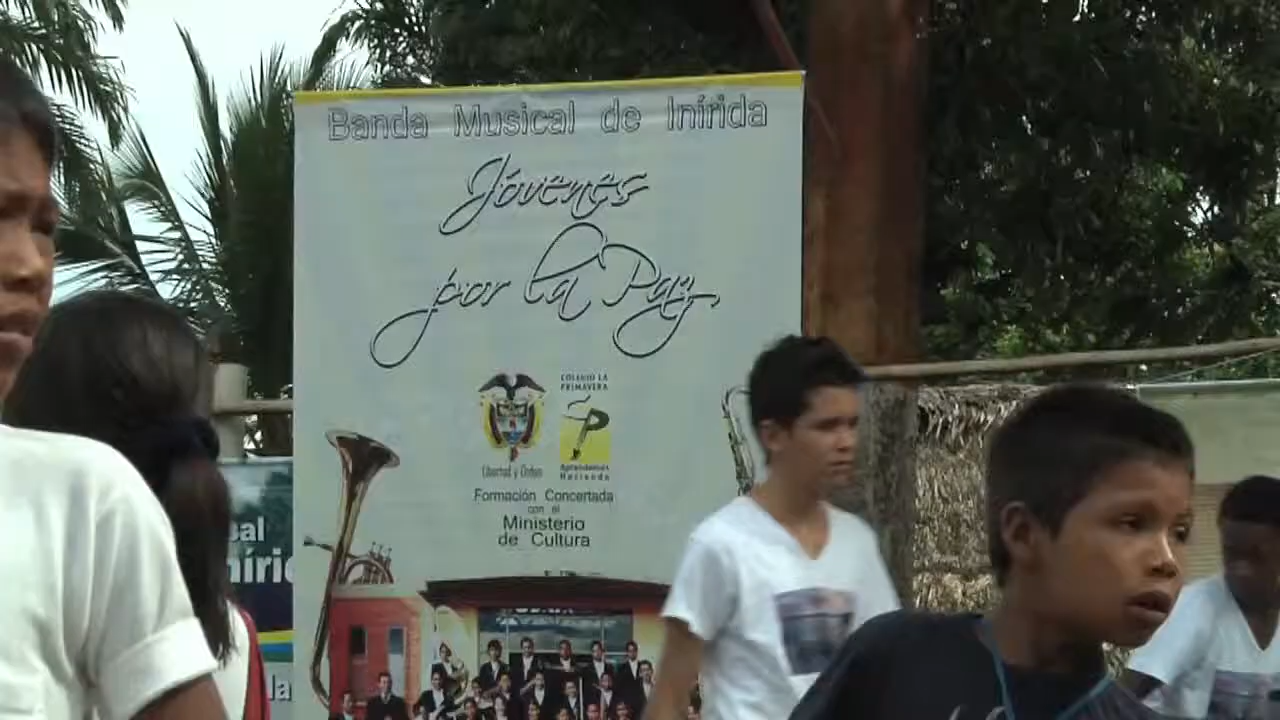 Banda Musical de Inírida
Jóvenes
por la Paz
COLEGIO LA
PRIMAVERA
Libertad y Orden
Aprendemos
Haciendo
Formación Concertada
con el
Ministerio
de Cultura